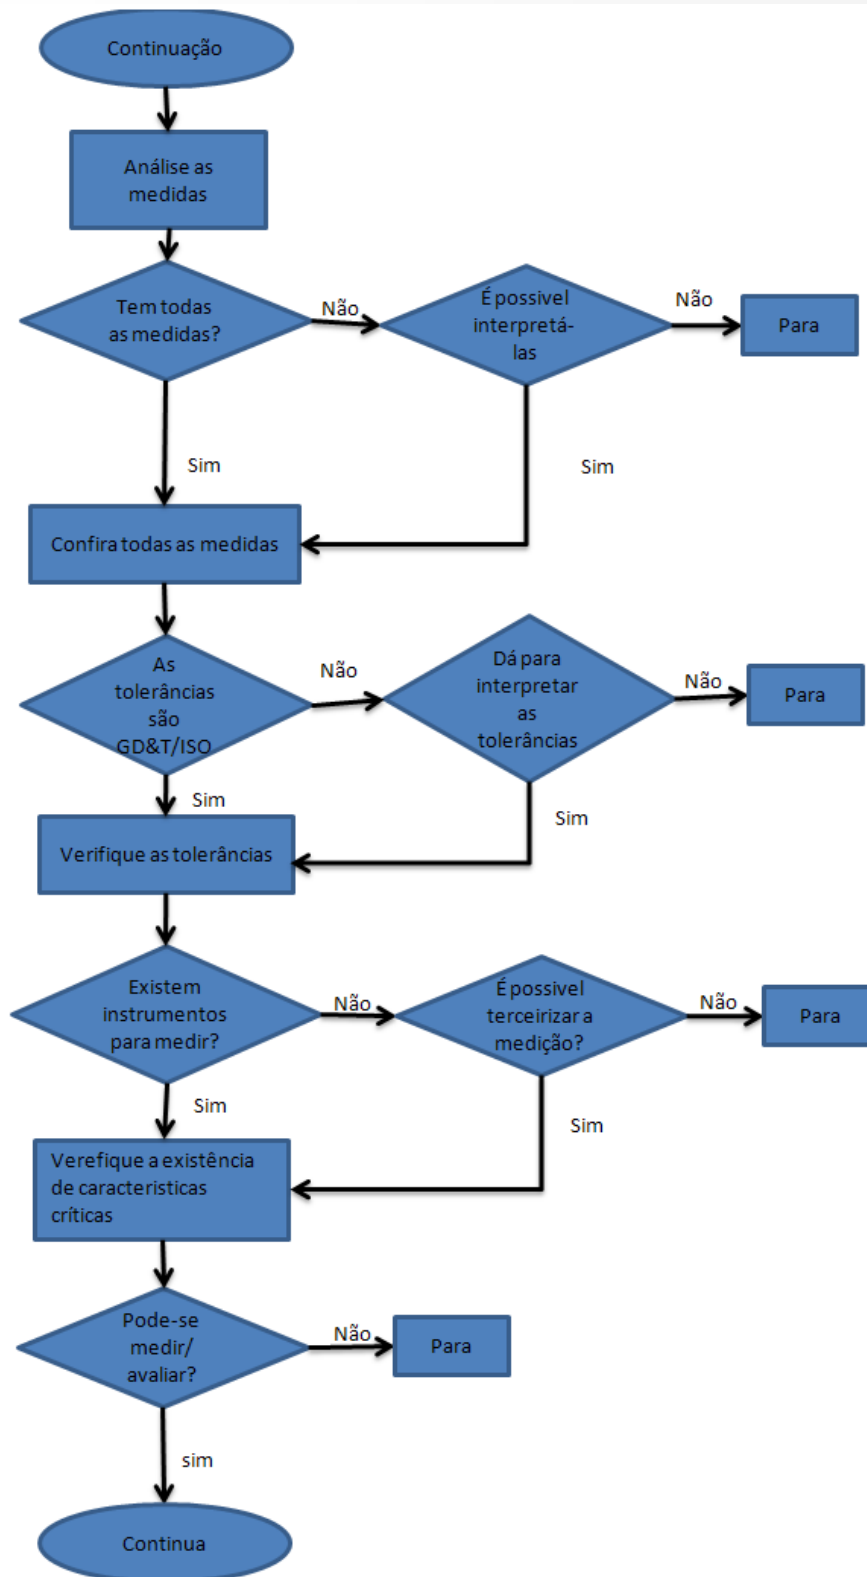 Continuação
Análise as
medidas
Tem todas
as medidas?
Não
É possivel
interpretá-
las
Não
Para
Sim
Sim
Confira todas as medidas
As
tolerâncias
são
GD&T/ISO
Não
Dá para
interpretar
as
tolerâncias
Não
Para
Sim
Sim
Verifique as tolerâncias
Existem
instrumentos
para medir?
Não
É possivel
terceirizar a
medição?
Não
Para
Sim
Sim
Verefique a existência
de caracteristicas
críticas
Pode-se
medir/
avaliar?
Não
Para
sim
Continua